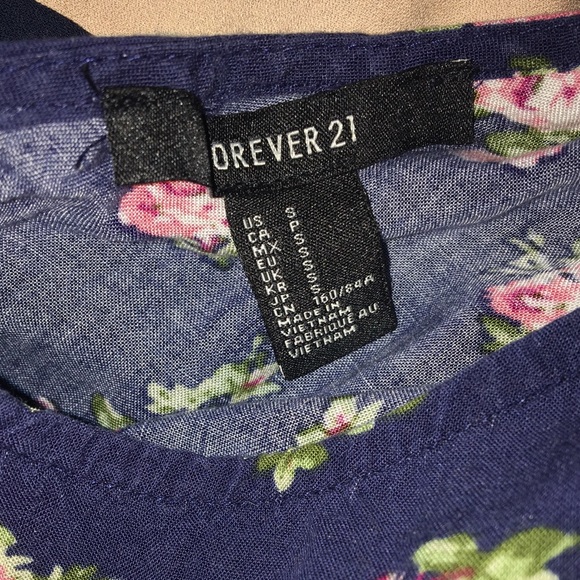 OREVER 21
US S
CA P
MX S
EU S
UK S
KR S
JP S
CN 160/84A
MADE IN
VIETNAM
FABRIQUE AU
VIETNAM